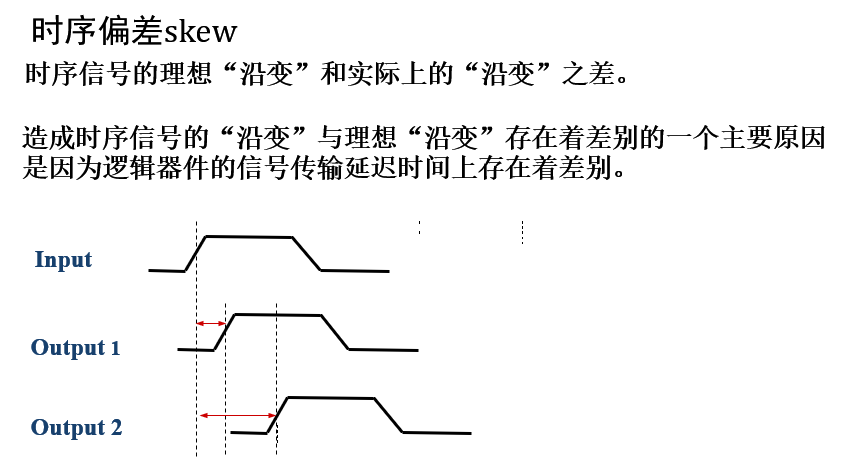 时序偏差skew
时序信号的理想“沿变”和实际上的“沿变”之差。
造成时序信号的“沿变”与理想“沿变”存在着差别的一个主要原因
是因为逻辑器件的信号传输延迟时间上存在着差别。
Input
Output 1
Output 2